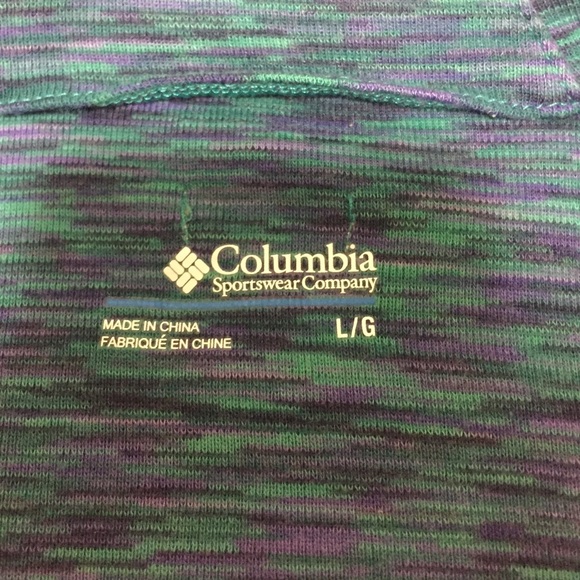 Columbia
Sportswear Company
MADE IN CHINA
FABRIQUÉ EN CHINE
L/G